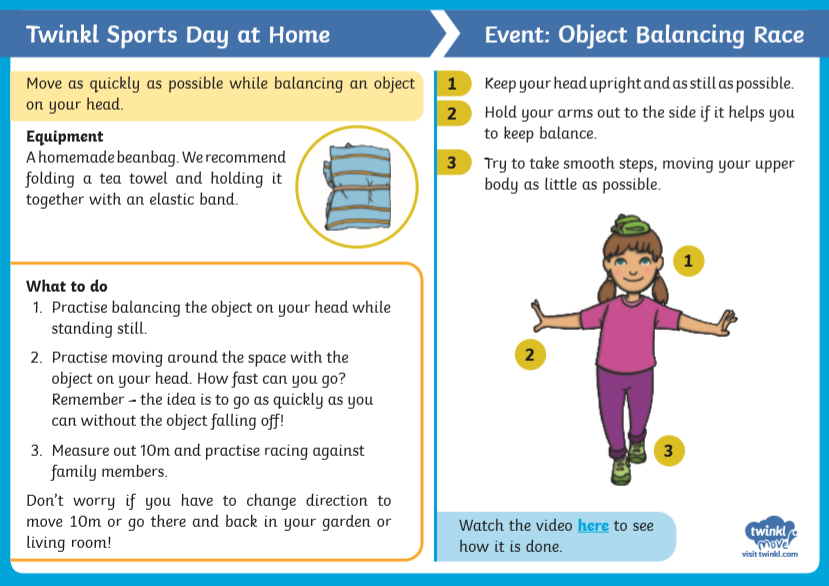 Twinkl Sports Day at Home
Event: Object Balancing Race
Move as quickly as possible while balancing an object
on your head.
Equipment
A homemade beanbag. We recommend
folding a tea towel and holding it
together with an elastic band.
What to do
1. Practise balancing the object on your head while
standing still.
2. Practise moving around the space with the
object on your head. How fast can you go?
Remember – the idea is to go as quickly as you
can without the object falling off!
3. Measure out 10m and practise racing against
family members.
Don't worry if you have to change direction to
move 10m or go there and back in your garden or
living room!
1 Keep your head upright and as still as possible.
2 Hold your arms out to the side if it helps you
to keep balance.
3 Try to take smooth steps, moving your upper
body as little as possible.
1
2
3
Watch the video here to see
how it is done.
twinkl
move
visit twinkl.com